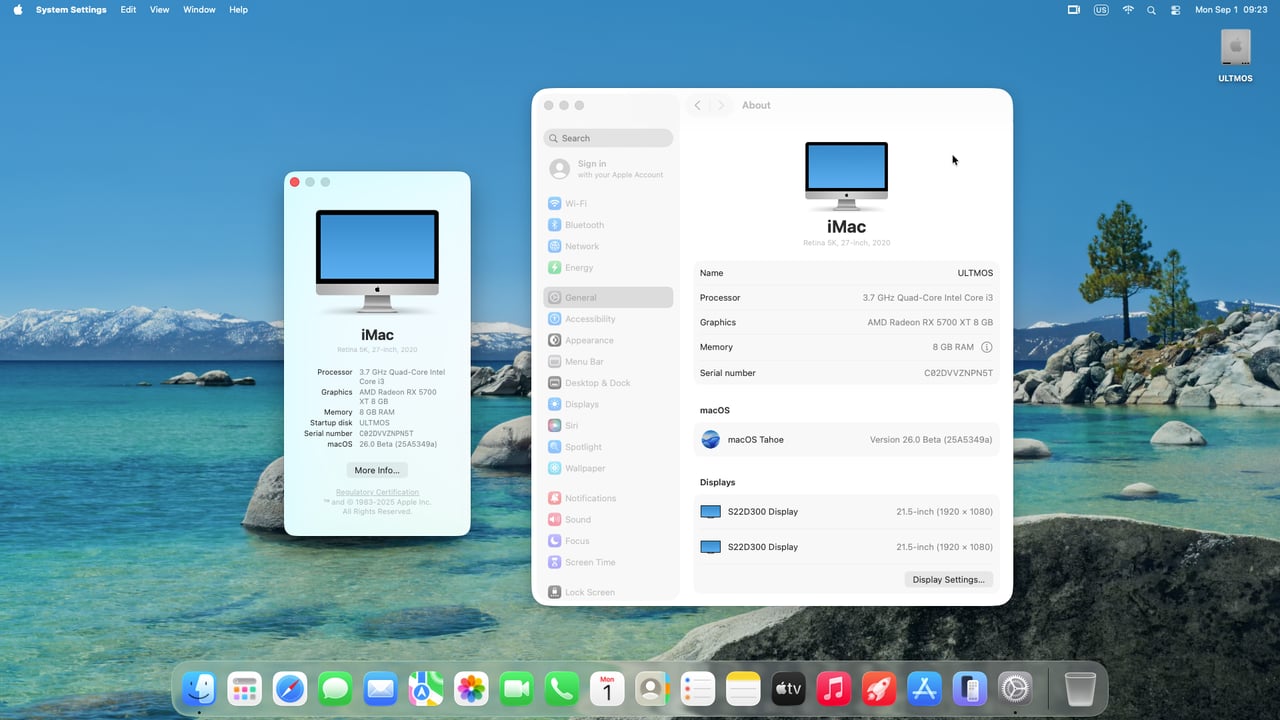 System Settings Edit View Window Help
US Mon Sep 1 09:23
ULTMOS
iMac
Retina 5K, 27-inch, 2020
Processor 3.7 GHz Quad-Core Intel
Core i3
Graphics AMD Radeon RX 5700
XT 8 GB
Memory 8 GB RAM
Startup disk ULTMOS
Serial number C02DVVZNPN5T
macOS 26.0 Beta (25A5349a)
More Info...
Regulatory Certification
™ and © 1983-2025 Apple Inc.
All Rights Reserved.
Search
Sign in
with your Apple Account
Wi-Fi
Bluetooth
Network
Energy
General
Accessibility
Appearance
Menu Bar
Desktop & Dock
Displays
Siri
Spotlight
Wallpaper
Notifications
Sound
Focus
Screen Time
Lock Screen
About
iMac
Retina 5K, 27-inch, 2020
Name ULTMOS
Processor 3.7 GHz Quad-Core Intel Core i3
Graphics AMD Radeon RX 5700 XT 8 GB
Memory 8 GB RAM
Serial number C02DVVZNPN5T
macOS
macOS Tahoe Version 26.0 Beta (25A5349a)
Displays
S22D300 Display 21.5-inch (1920 × 1080)
S22D300 Display 21.5-inch (1920 × 1080)
Display Settings...
Mon
1
tv